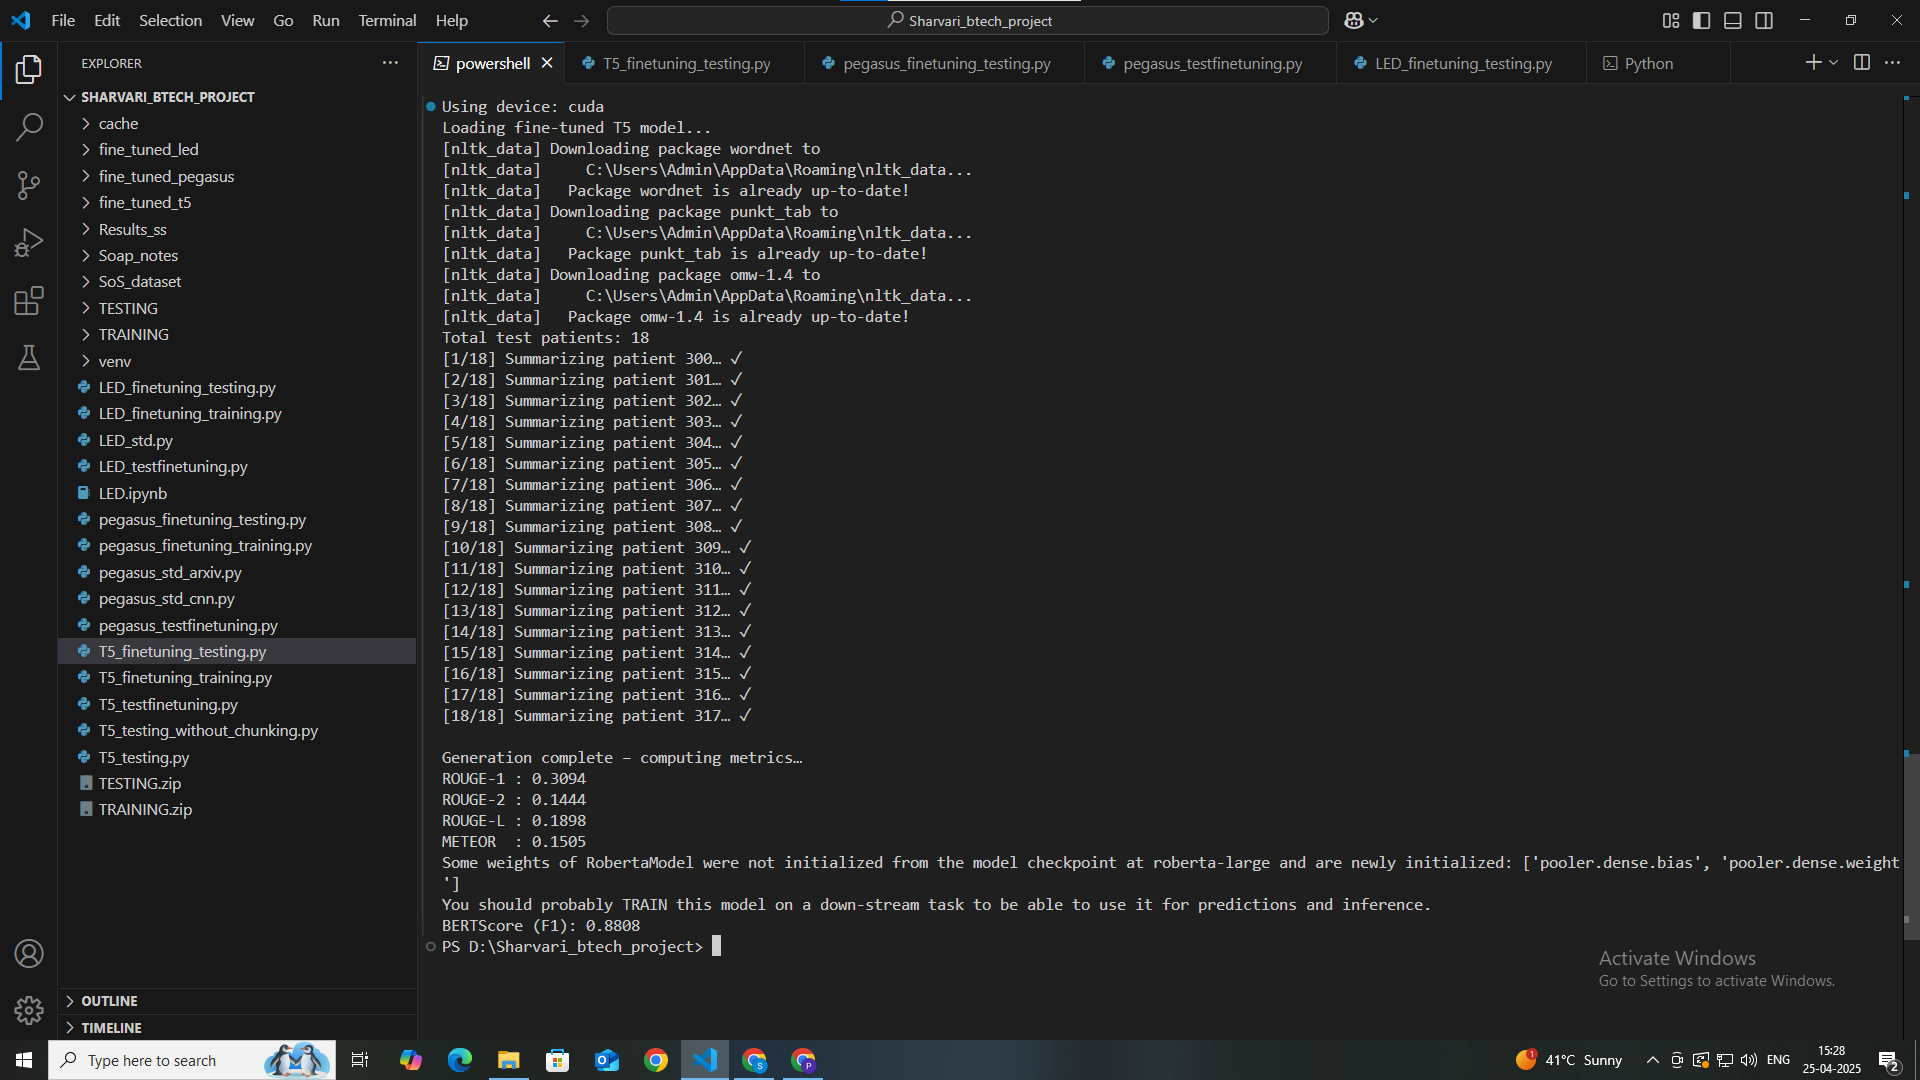 File Edit Selection View Go Run Terminal Help
Sharvari_btech_project
EXPLORER
SHARVARI_BTECH_PROJECT
cache
fine_tuned_led
fine_tuned_pegasus
fine_tuned_t5
Results_ss
Soap_notes
SoS_dataset
TESTING
TRAINING
venv
LED_finetuning_testing.py
LED_finetuning_training.py
LED_std.py
LED_testfinetuning.py
LED.ipynb
pegasus_finetuning_testing.py
pegasus_finetuning_training.py
pegasus_std_arxiv.py
pegasus_std_cnn.py
pegasus_testfinetuning.py
T5_finetuning_testing.py
T5_finetuning_training.py
T5_testfinetuning.py
T5_testing_without_chunking.py
T5_testing.py
TESTING.zip
TRAINING.zip
OUTLINE
TIMELINE
powershell T5_finetuning_testing.py pegasus_finetuning_testing.py pegasus_testfinetuning.py LED_finetuning_testing.py Python
Using device: cuda
Loading fine-tuned T5 model...
[nltk_data] Downloading package wordnet to
[nltk_data]     C:\Users\Admin\AppData\Roaming\nltk_data...
[nltk_data]   Package wordnet is already up-to-date!
[nltk_data] Downloading package punkt_tab to
[nltk_data]     C:\Users\Admin\AppData\Roaming\nltk_data...
[nltk_data]   Package punkt_tab is already up-to-date!
[nltk_data] Downloading package omw-1.4 to
[nltk_data]     C:\Users\Admin\AppData\Roaming\nltk_data...
[nltk_data]   Package omw-1.4 is already up-to-date!
Total test patients: 18
[1/18] Summarizing patient 300… ✓
[2/18] Summarizing patient 301… ✓
[3/18] Summarizing patient 302… ✓
[4/18] Summarizing patient 303… ✓
[5/18] Summarizing patient 304… ✓
[6/18] Summarizing patient 305… ✓
[7/18] Summarizing patient 306… ✓
[8/18] Summarizing patient 307… ✓
[9/18] Summarizing patient 308… ✓
[10/18] Summarizing patient 309… ✓
[11/18] Summarizing patient 310… ✓
[12/18] Summarizing patient 311… ✓
[13/18] Summarizing patient 312… ✓
[14/18] Summarizing patient 313… ✓
[15/18] Summarizing patient 314… ✓
[16/18] Summarizing patient 315… ✓
[17/18] Summarizing patient 316… ✓
[18/18] Summarizing patient 317… ✓
Generation complete – computing metrics…
ROUGE-1 : 0.3094
ROUGE-2 : 0.1444
ROUGE-L : 0.1898
METEOR  : 0.1505
Some weights of RobertaModel were not initialized from the model checkpoint at roberta-large and are newly initialized: ['pooler.dense.bias', 'pooler.dense.weight
']
You should probably TRAIN this model on a down-stream task to be able to use it for predictions and inference.
BERTScore (F1): 0.8808
PS D:\Sharvari_btech_project>
Activate Windows
Go to Settings to activate Windows.
Type here to search
1
41°C Sunny
ENG
15:28
25-04-2025
2